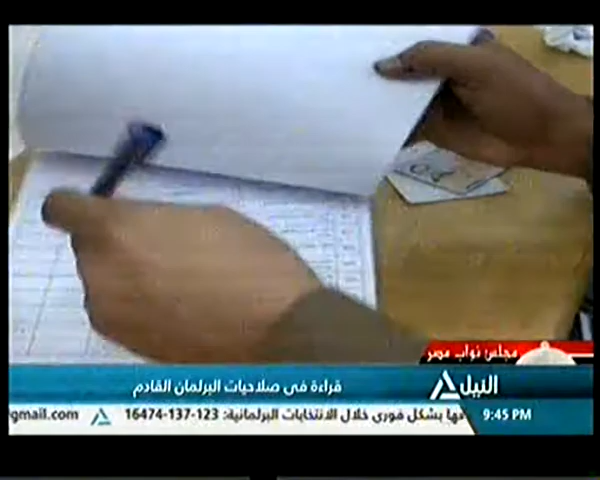 مجلس نواب مصر
قراءة فى صلاحيات البرلمان القادم
النيل
gmail.com
ها بشكل فورى خلال الانتخابات البرلمانية: 123-137-16474
9:45 PM